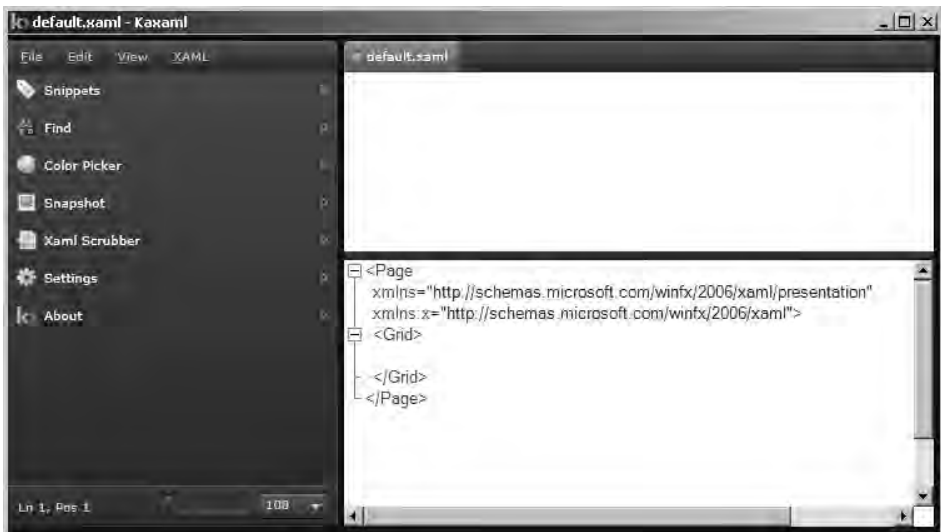 default.xaml - Kaxaml
File Edit View XAML
default.xaml
Snippets
Find
Color Picker
Snapshot
Xaml Scrubber
Settings
About
<Page
xmlns="http://schemas.microsoft.com/winfx/2006/xaml/presentation"
xmlns:x="http://schemas.microsoft.com/winfx/2006/xaml">
<Grid>
</Grid>
</Page>
Ln 1, Pos 1
108